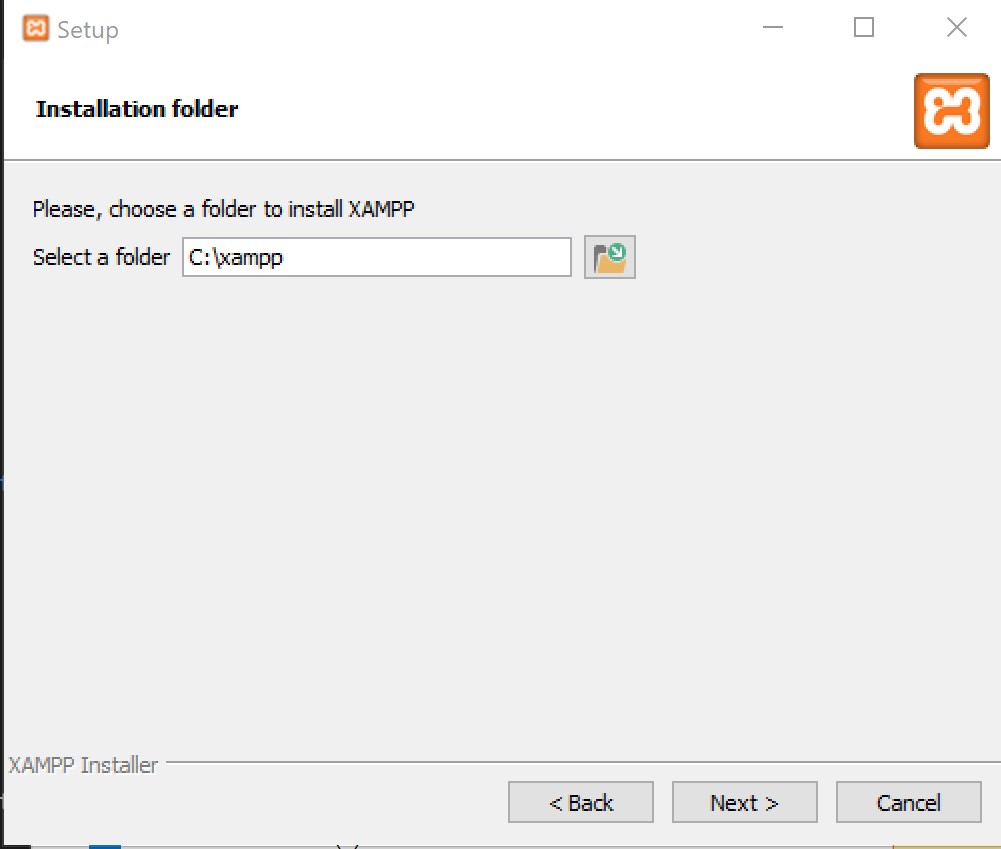 Setup
Installation folder
Please, choose a folder to install XAMPP
Select a folder C:\xampp
XAMPP Installer
< Back Next > Cancel